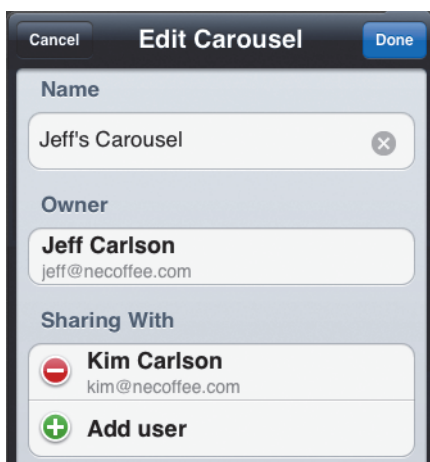 Cancel Edit Carousel Done
Name
Jeff's Carousel
Owner
Jeff Carlson
jeff@necoffee.com
Sharing With
Kim Carlson
kim@necoffee.com
Add user